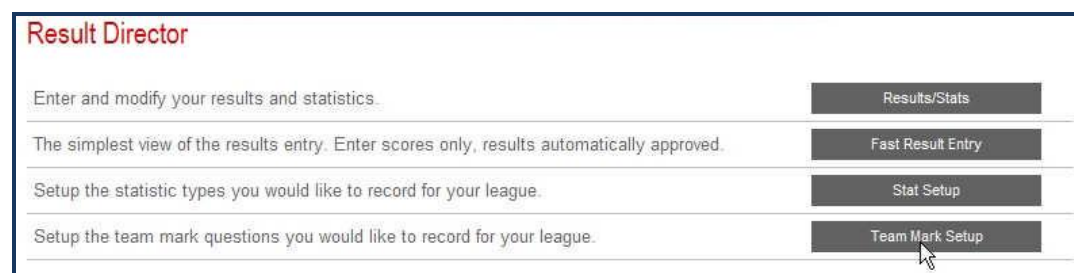 Result Director
Enter and modify your results and statistics.
Results/Stats
The simplest view of the results entry. Enter scores only, results automatically approved.
Fast Result Entry
Setup the statistic types you would like to record for your league.
Stat Setup
Setup the team mark questions you would like to record for your league.
Team Mark Setup